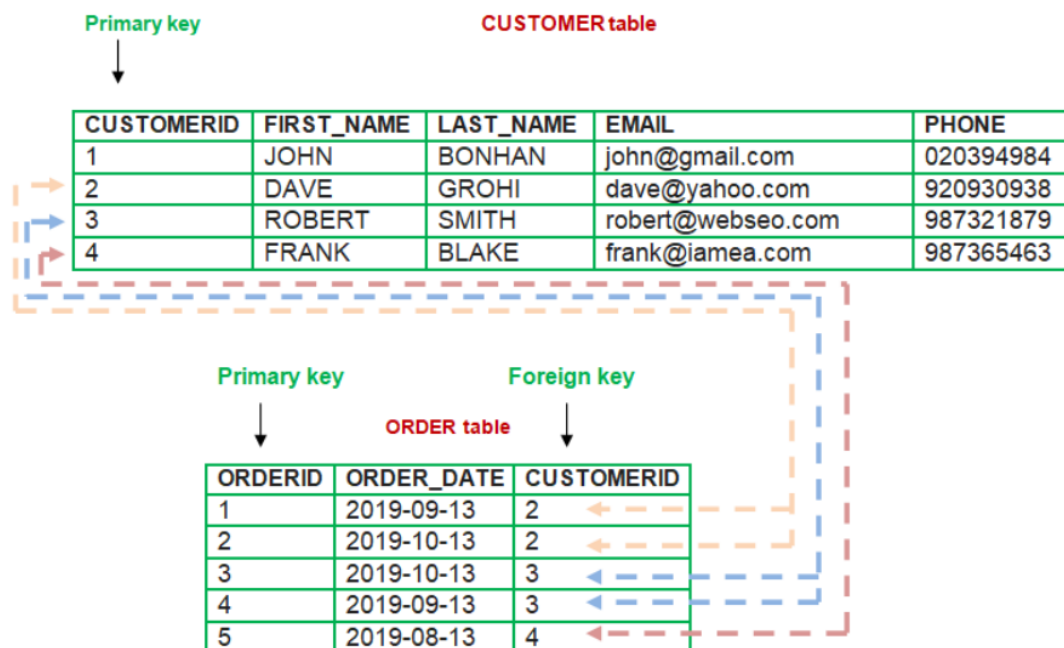 Primary key CUSTOMER table
CUSTOMERID FIRST_NAME LAST_NAME EMAIL PHONE
1 JOHN BONHAN john@gmail.com 020394984
2 DAVE GROHI dave@yahoo.com 920930938
3 ROBERT SMITH robert@webseo.com 987321879
4 FRANK BLAKE frank@iamea.com 987365463
Primary key Foreign key
ORDER table
ORDERID ORDER_DATE CUSTOMERID
1 2019-09-13 2
2 2019-10-13 2
3 2019-10-13 3
4 2019-09-13 3
5 2019-08-13 4